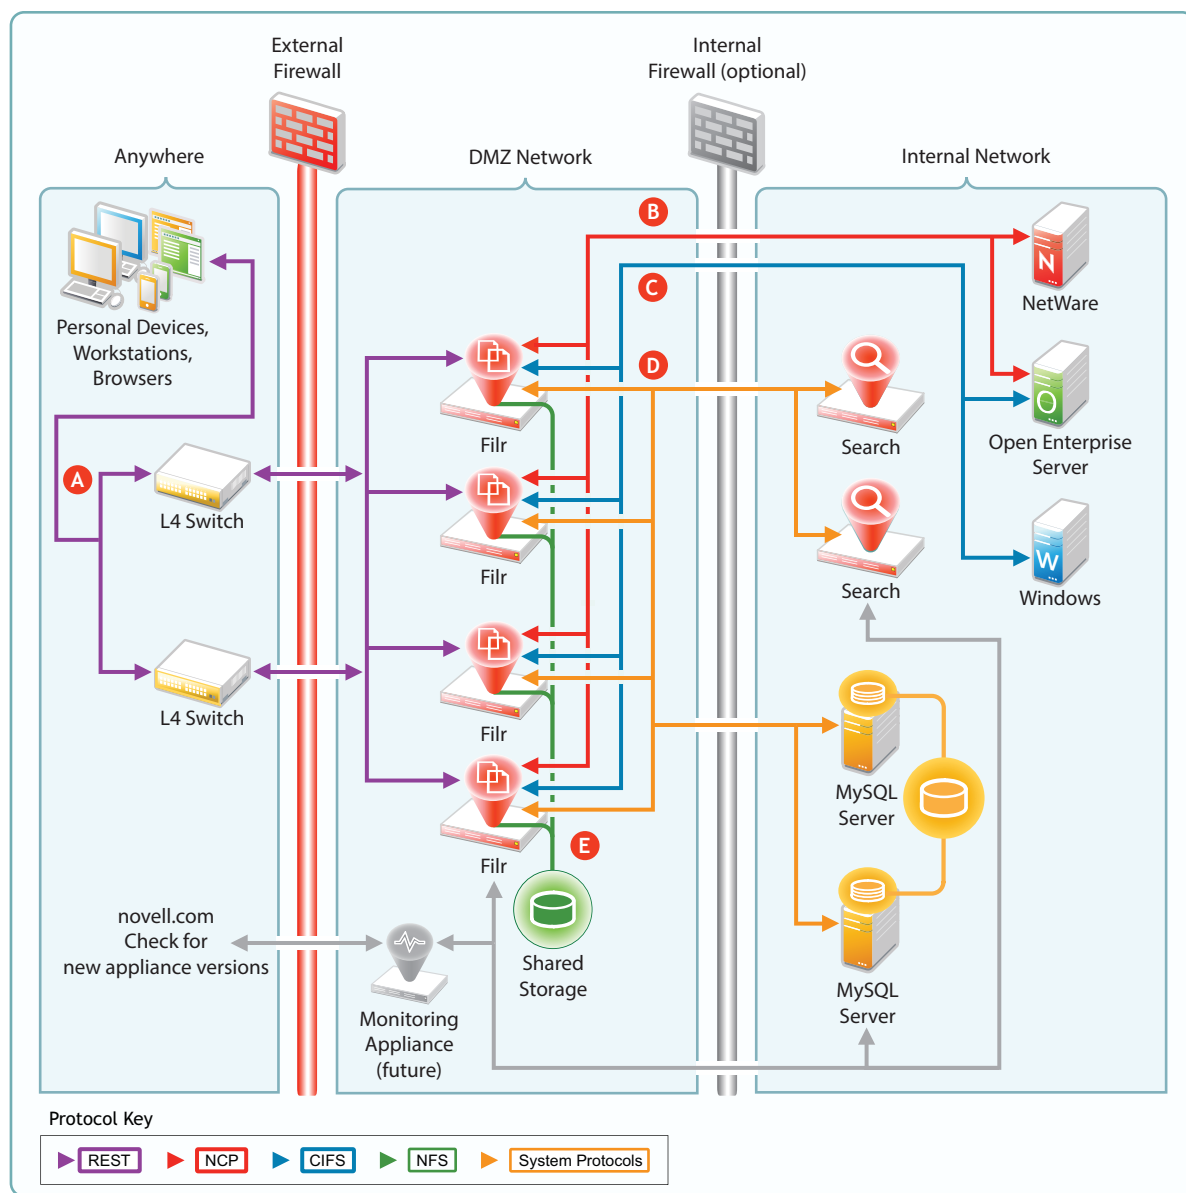 External
Firewall
Internal
Firewall (optional)
Anywhere
DMZ Network
Internal Network
Personal Devices,
Workstations,
Browsers
A
L4 Switch
L4 Switch
B
C
D
E
Filr
Filr
Filr
Filr
Shared
Storage
novell.com
Check for
new appliance versions
Monitoring
Appliance
(future)
N
NetWare
O
Open Enterprise
Server
W
Windows
Search
Search
MySQL
Server
MySQL
Server
Protocol Key
REST
NCP
CIFS
NFS
System Protocols